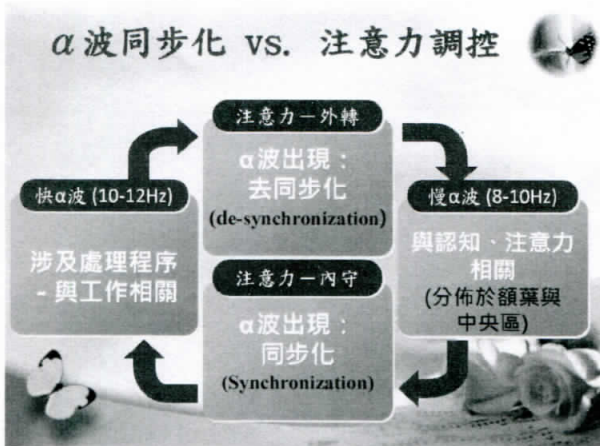 α波同步化 vs. 注意力調控
注意力－外轉
α波出現：
去同步化
(de-synchronization)
快α波 (10-12Hz)
涉及處理程序
- 與工作相關
慢α波 (8-10Hz)
與認知、注意力
相關
(分佈於額葉與
中央區)
注意力－內守
α波出現：
同步化
(Synchronization)